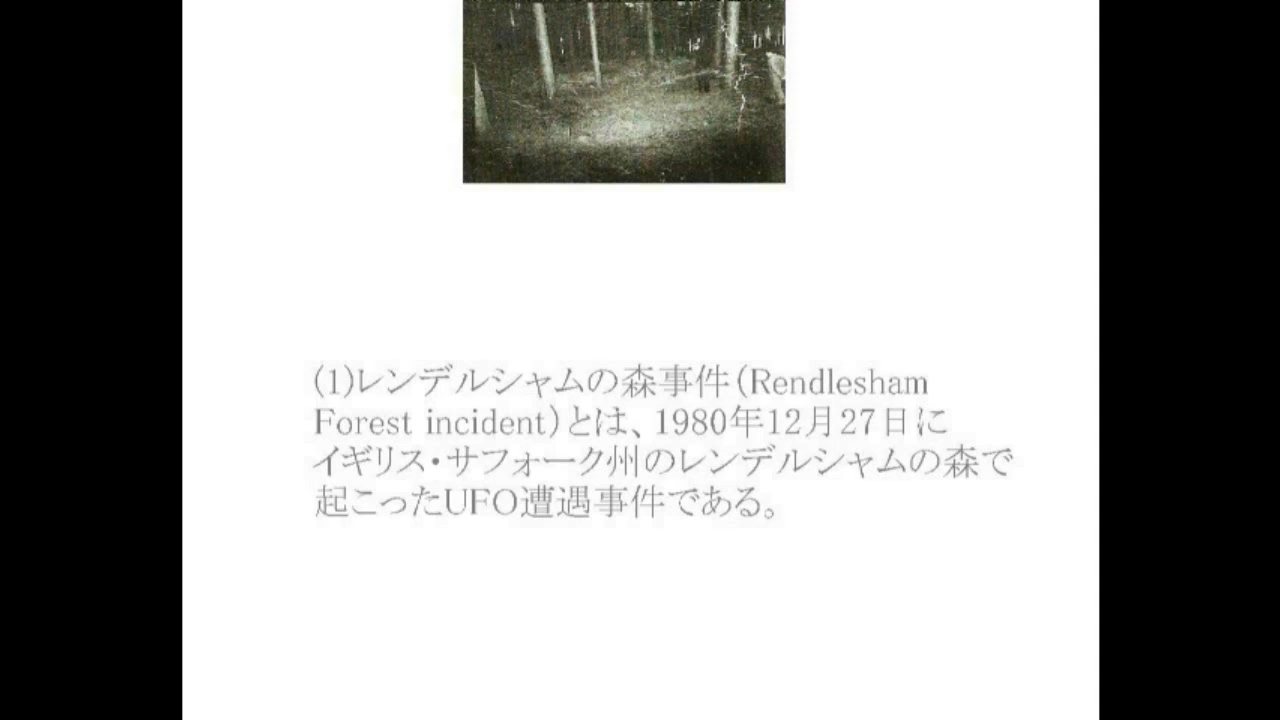 (1)レンデルシャムの森事件(Rendlesham
Forest incident)とは、1980年12月27日に
イギリス・サフォーク州のレンデルシャムの森で
起こったUFO遭遇事件である。